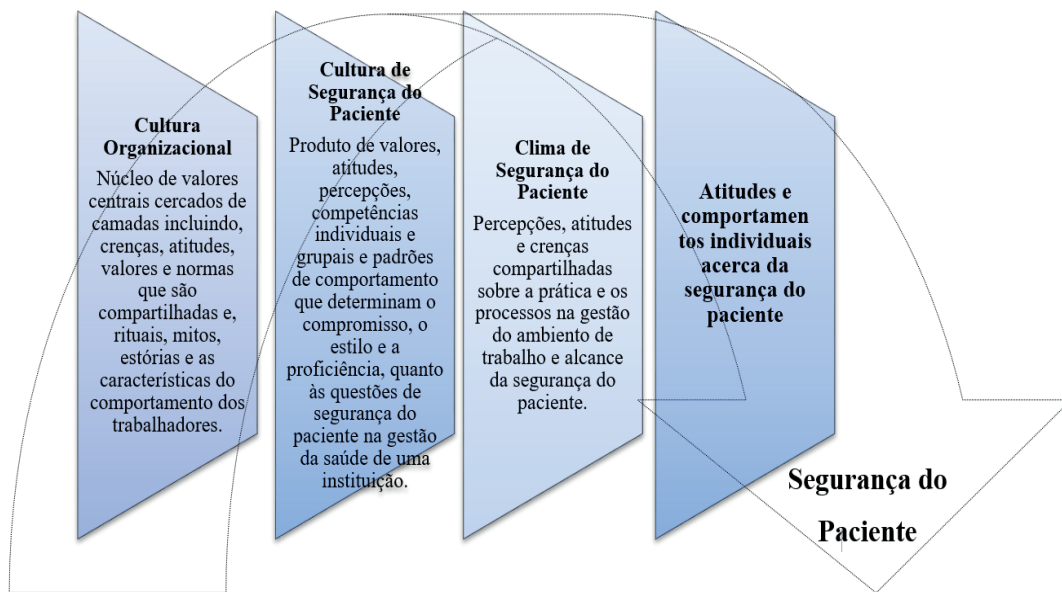 Cultura
Organizacional
Núcleo de valores
centrais cercados de
camadas incluindo,
crenças, atitudes,
valores e normas
que são
compartilhadas e,
rituais, mitos,
estórias e as
características do
comportamento dos
trabalhadores.
Cultura de
Segurança do
Paciente
Produto de valores,
atitudes,
percepções,
competências
individuais e
grupais e padrões
de comportamento
que determinam o
compromisso, o
estilo e a
proficiência, quanto
às questões de
segurança do
paciente na gestão
da saúde de uma
instituição.
Clima de
Segurança do
Paciente
Percepções, atitudes
e crenças
compartilhadas
sobre a prática e os
processos na gestão
do ambiente de
trabalho e alcance
da segurança do
paciente.
Atitudes e
comportamen
tos individuais
acerca da
segurança do
paciente
Segurança do
Paciente